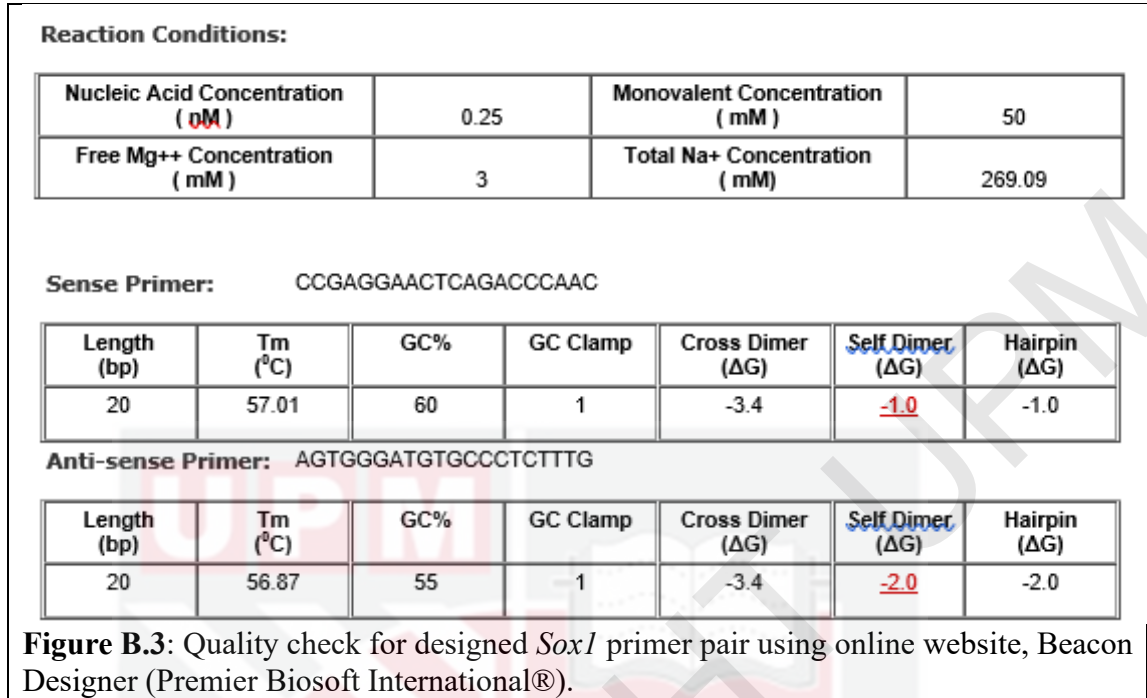 Reaction Conditions:
Nucleic Acid Concentration
( nM )
0.25
Monovalent Concentration
( mM )
50
Free Mg++ Concentration
( mM )
3
Total Na+ Concentration
( mM)
269.09
Sense Primer: CCGAGGAACTCAGACCCAAC
Length
(bp)
Tm
(⁰C)
GC%
GC Clamp
Cross Dimer
(ΔG)
Self Dimer
(ΔG)
Hairpin
(ΔG)
20 57.01 60 1 -3.4 -1.0 -1.0
Anti-sense Primer: AGTGGGATGTGCCCTCTTTG
Length
(bp)
Tm
(⁰C)
GC%
GC Clamp
Cross Dimer
(ΔG)
Self Dimer
(ΔG)
Hairpin
(ΔG)
20 56.87 55 1 -3.4 -2.0 -2.0
UPM
UPM
Figure B.3: Quality check for designed Sox1 primer pair using online website, Beacon
Designer (Premier Biosoft International®).